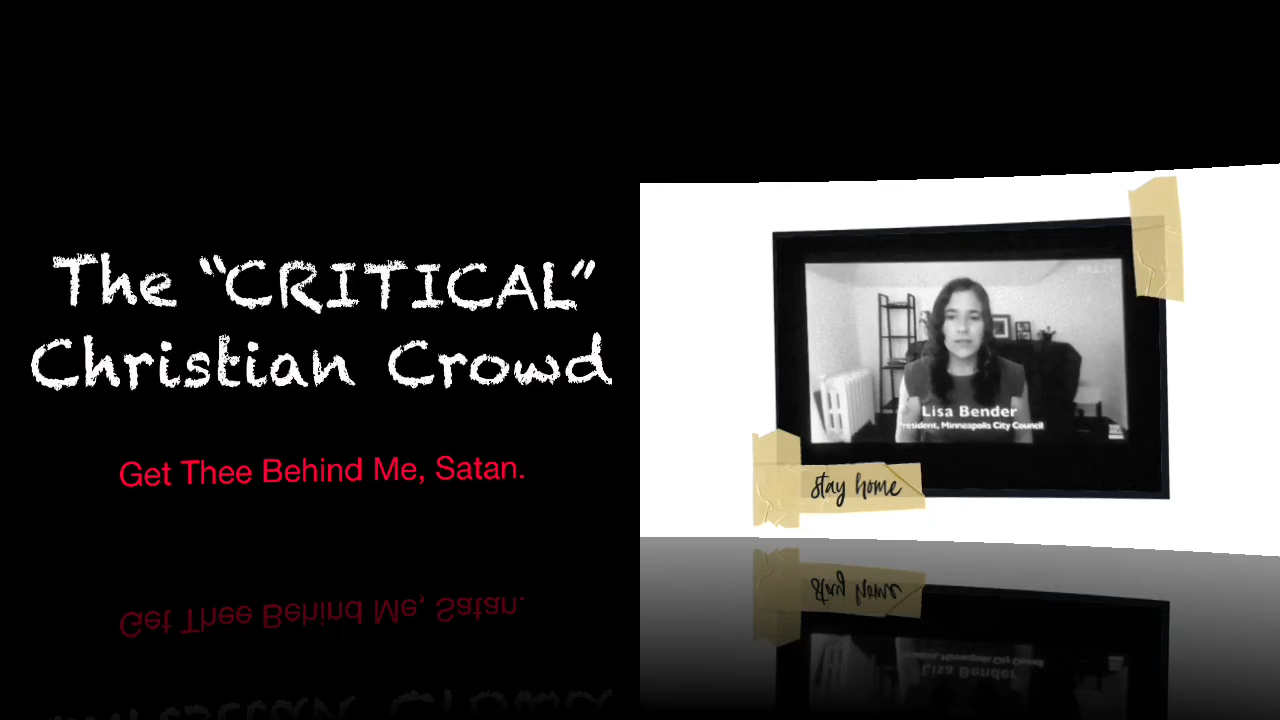 The “CRITICAL”
Christian Crowd
Get Thee Behind Me, Satan.
Lisa Bender
President, Minneapolis City Council
stay home